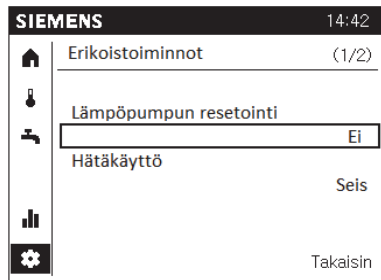 SIEMENS 14:42
Erikoistoiminnot (1/2)
Lämpöpumpun resetointi
Ei
Hätäkäyttö
Seis
Takaisin